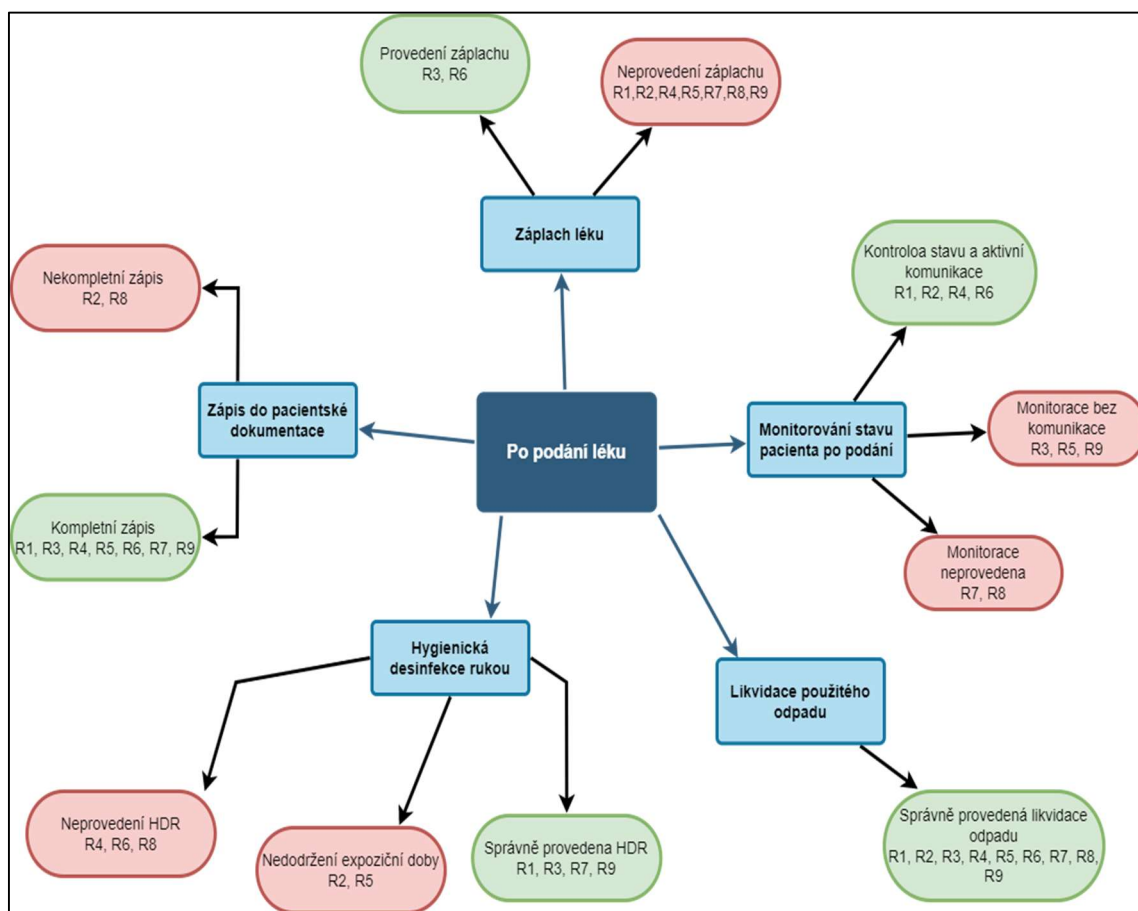 Provedení záplachu
R3, R6
Neprovedení záplachu
R1,R2,R4,R5,R7,R8,R9
Záplach léku
Nekompletní zápis
R2, R8
Kontroloa stavu a aktivní
komunikace
R1, R2, R4, R6
Zápis do pacientské
dokumentace
Po podání léku
Monitorování stavu
pacienta po podání
Monitorace bez
komunikace
R3, R5, R9
Kompletní zápis
R1, R3, R4, R5, R6, R7, R9
Monitorace
neprovedena
R7, R8
Hygienická
desinfekce rukou
Likvidace použitého
odpadu
Neprovedení HDR
R4, R6, R8
Nedodržení expoziční doby
R2, R5
Správně provedena HDR
R1, R3, R7, R9
Správně provedená likvidace
odpadu
R1, R2, R3, R4, R5, R6, R7, R8,
R9